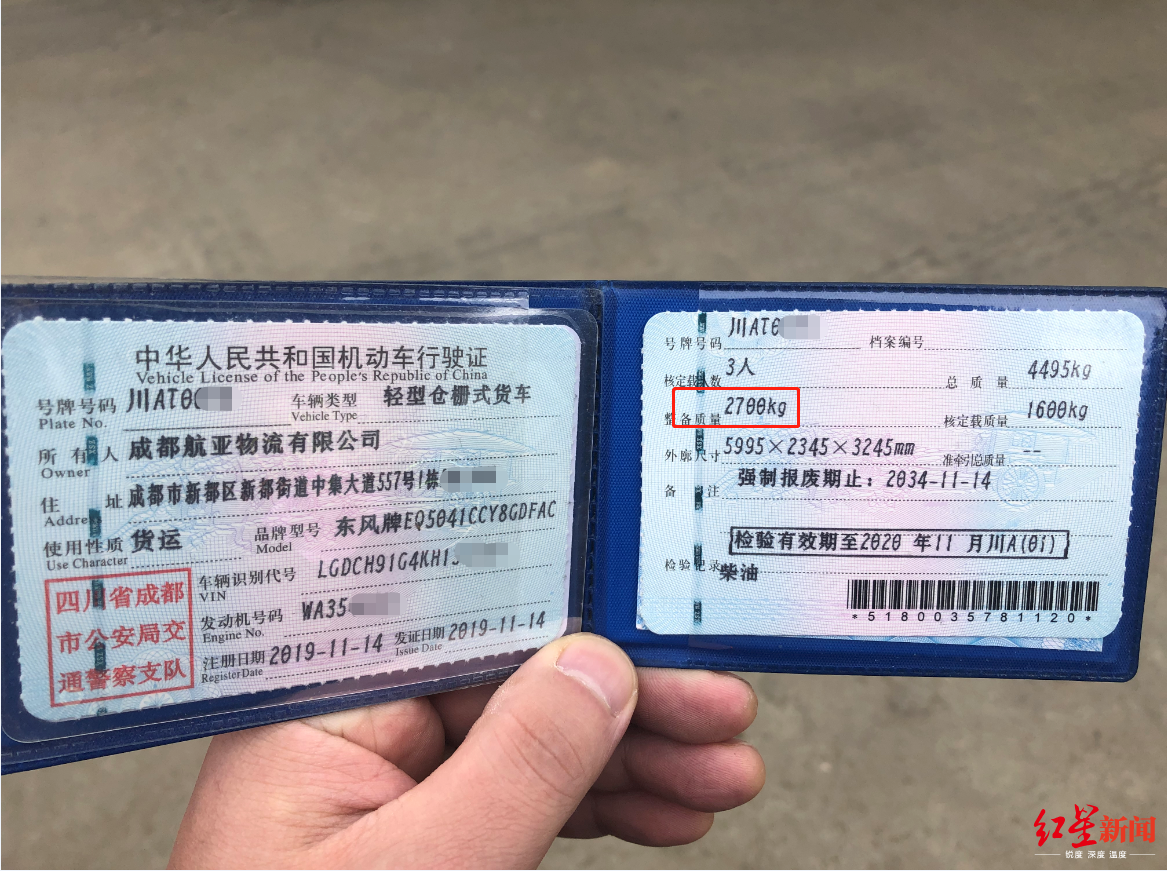 中华人民共和国机动车行驶证
Vehicle License of the People's Republic of China
号牌号码 川AT0 车辆类型 轻型仓栅式货车
Plate No. Vehicle Type
所有人 成都航亚物流有限公司
Owner
住址 成都市新都区新都街道中集大道557号1栋
Address
使用性质 货运 品牌型号 东风牌EQ5041CCY8GDFAC
Use Character Model
车辆识别代号 LGDCH91G4KH1
VIN
发动机号码 WA35
Engine No.
注册日期 2019-11-14 发证日期 2019-11-14
Register Date Issue Date
四川省成都
市公安局交
通警察支队
号牌号码 川AT0 档案编号
核定载人数 3人 总质量 4495kg
整备质量 2700kg 核定载质量 1600kg
外廓尺寸 5995×2345×3245mm 准牵引总质量 --
备注 强制报废期止：2034-11-14
检验有效期至2020 年11 月川A(01)
检验记录 柴油
*5180035781120*
红星新闻
锐度 深度 温度